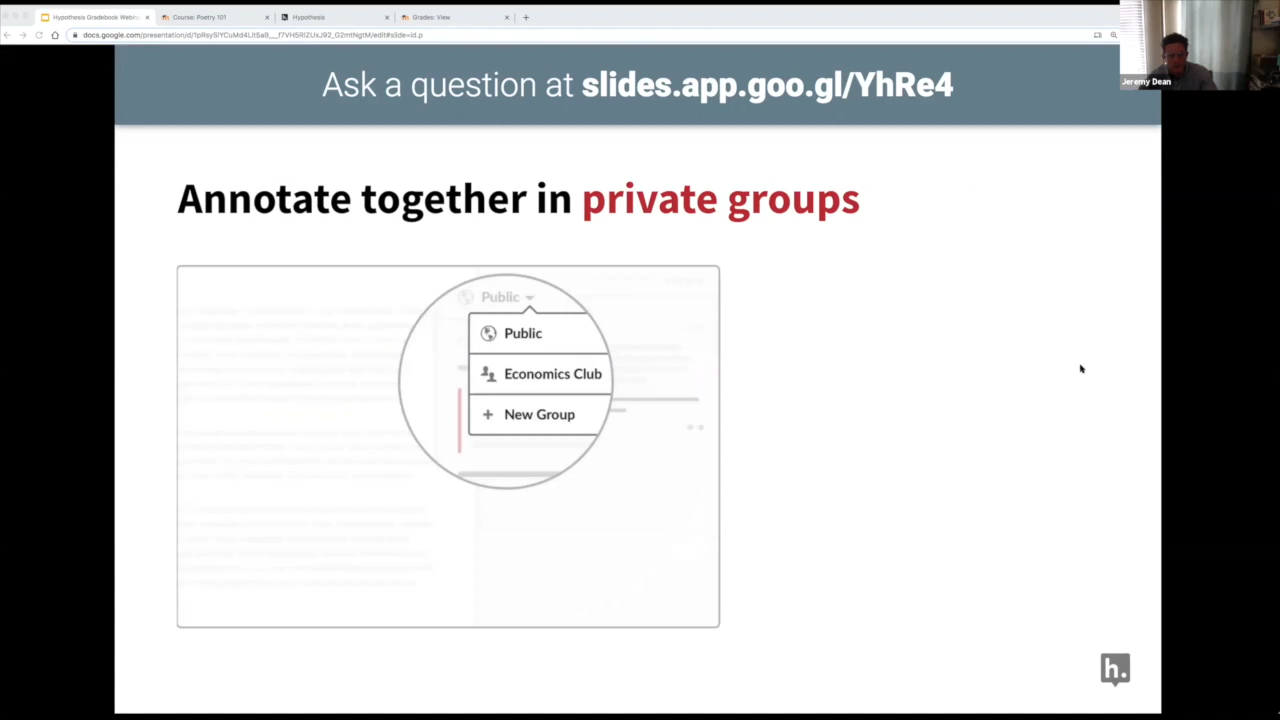 Hypothesis Gradebook Webin
Course: Poetry 101
Hypothesis
Grades: View
Ask a question at slides.app.goo.gl/YhRe4
Jeremy Dean
Annotate together in private groups
Public
Public
Economics Club
New Group
h.